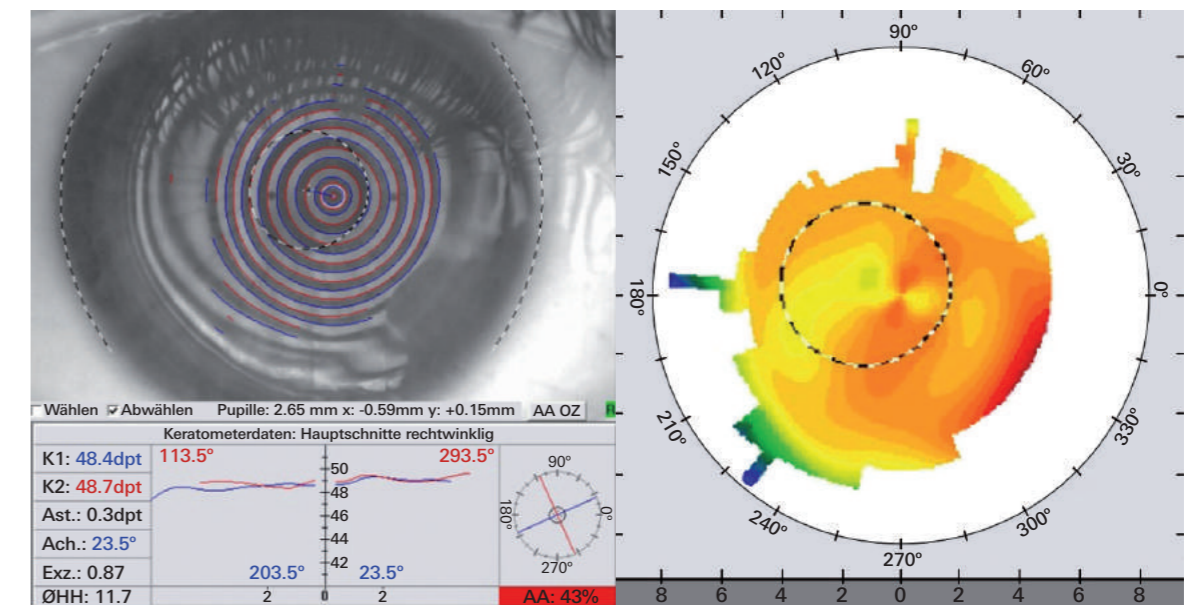 Wählen Abwählen Pupille: 2.65 mm x: -0.59mm y: +0.15mm AA OZ
Keratometerdaten: Hauptschnitte rechtwinklig
K1: 48.4dpt
K2: 48.7dpt
Ast.: 0.3dpt
Ach.: 23.5°
Exz.: 0.87
ØHH: 11.7
113.5° 293.5°
50
48
46
44
42
203.5° 23.5°
2 0 2
90°
180° 0°
270°
AA: 43%
90°
120° 60°
150° 30°
180° 0°
210° 330°
240° 300°
270°
8 6 4 2 0 2 4 6 8